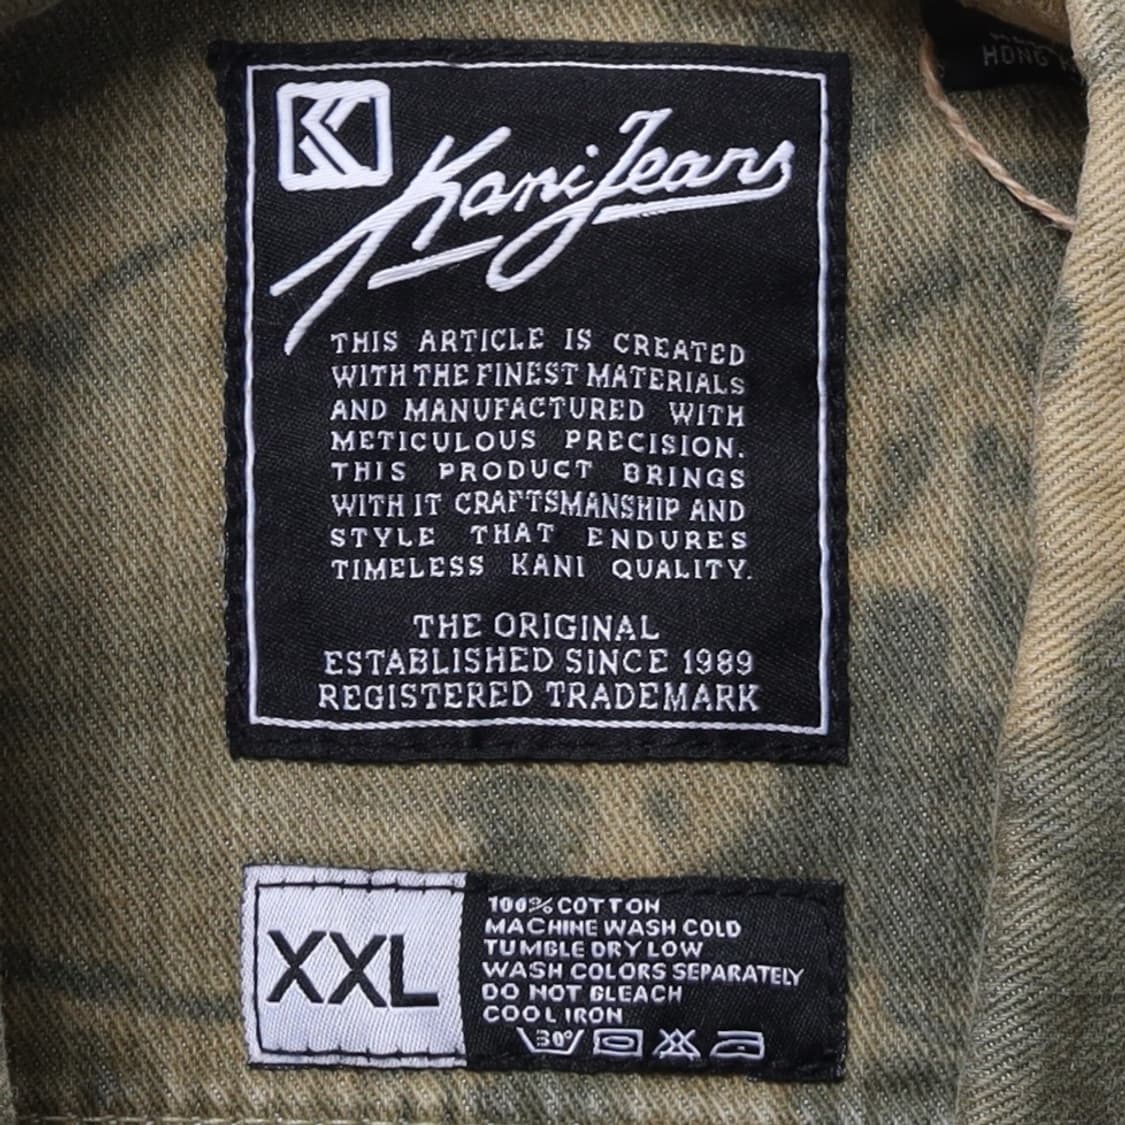 HONG
Kani Jeans
THIS ARTICLE IS CREATED
WITH THE FINEST MATERIALS
AND MANUFACTURED WITH
METICULOUS PRECISION.
THIS PRODUCT BRINGS
WITH IT CRAFTSMANSHIP AND
STYLE THAT ENDURES
TIMELESS KANI QUALITY.
THE ORIGINAL
ESTABLISHED SINCE 1989
REGISTERED TRADEMARK
XXL
100% COTTON
MACHINE WASH COLD
TUMBLE DRY LOW
WASH COLORS SEPARATELY
DO NOT BLEACH
COOL IRON
30°